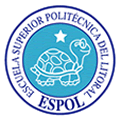 ESCUELA SUPERIOR POLITÉCNICA DEL LITORAL
ESPOL